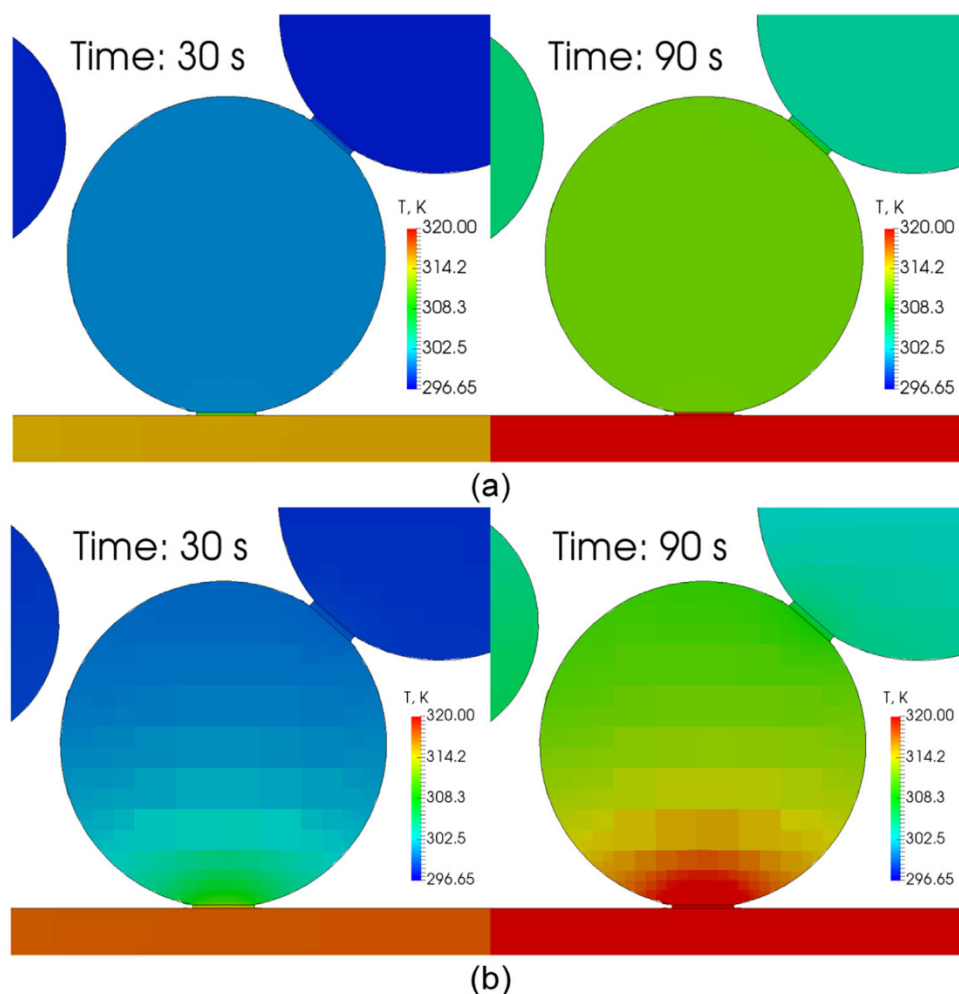 Time: 30 s
T, K
320.00
314.2
308.3
302.5
296.65
Time: 90 s
T, K
320.00
314.2
308.3
302.5
296.65
(a)
Time: 30 s
T, K
320.00
314.2
308.3
302.5
296.65
Time: 90 s
T, K
320.00
314.2
308.3
302.5
296.65
(b)